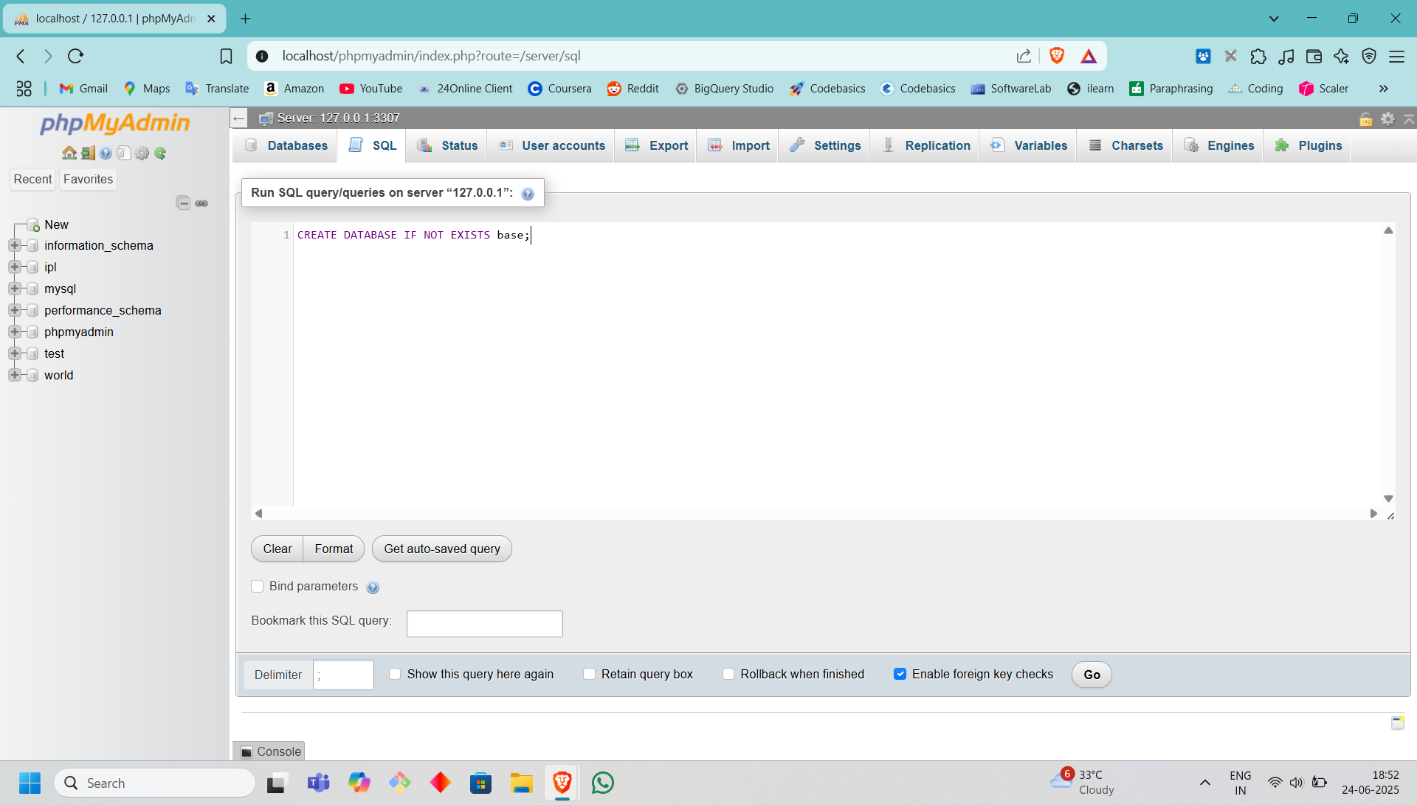 localhost / 127.0.0.1 | phpMyAdn
localhost/phpmyadmin/index.php?route=/server/sql
Gmail Maps Translate Amazon YouTube 24Online Client Coursera Reddit BigQuery Studio Codebasics Codebasics SoftwareLab ilearn Paraphrasing Coding Scaler »
phpMyAdmin
Server: 127.0.0.1:3307
Databases SQL Status User accounts Export Import Settings Replication Variables Charsets Engines Plugins
Recent Favorites
New
information_schema
ipl
mysql
performance_schema
phpmyadmin
test
world
Run SQL query/queries on server “127.0.0.1”:
1 CREATE DATABASE IF NOT EXISTS base;
Clear Format Get auto-saved query
Bind parameters
Bookmark this SQL query:
Delimiter ; Show this query here again Retain query box Rollback when finished Enable foreign key checks Go
Console
Search
6 33°C
Cloudy
ENG
IN
18:52
24-06-2025